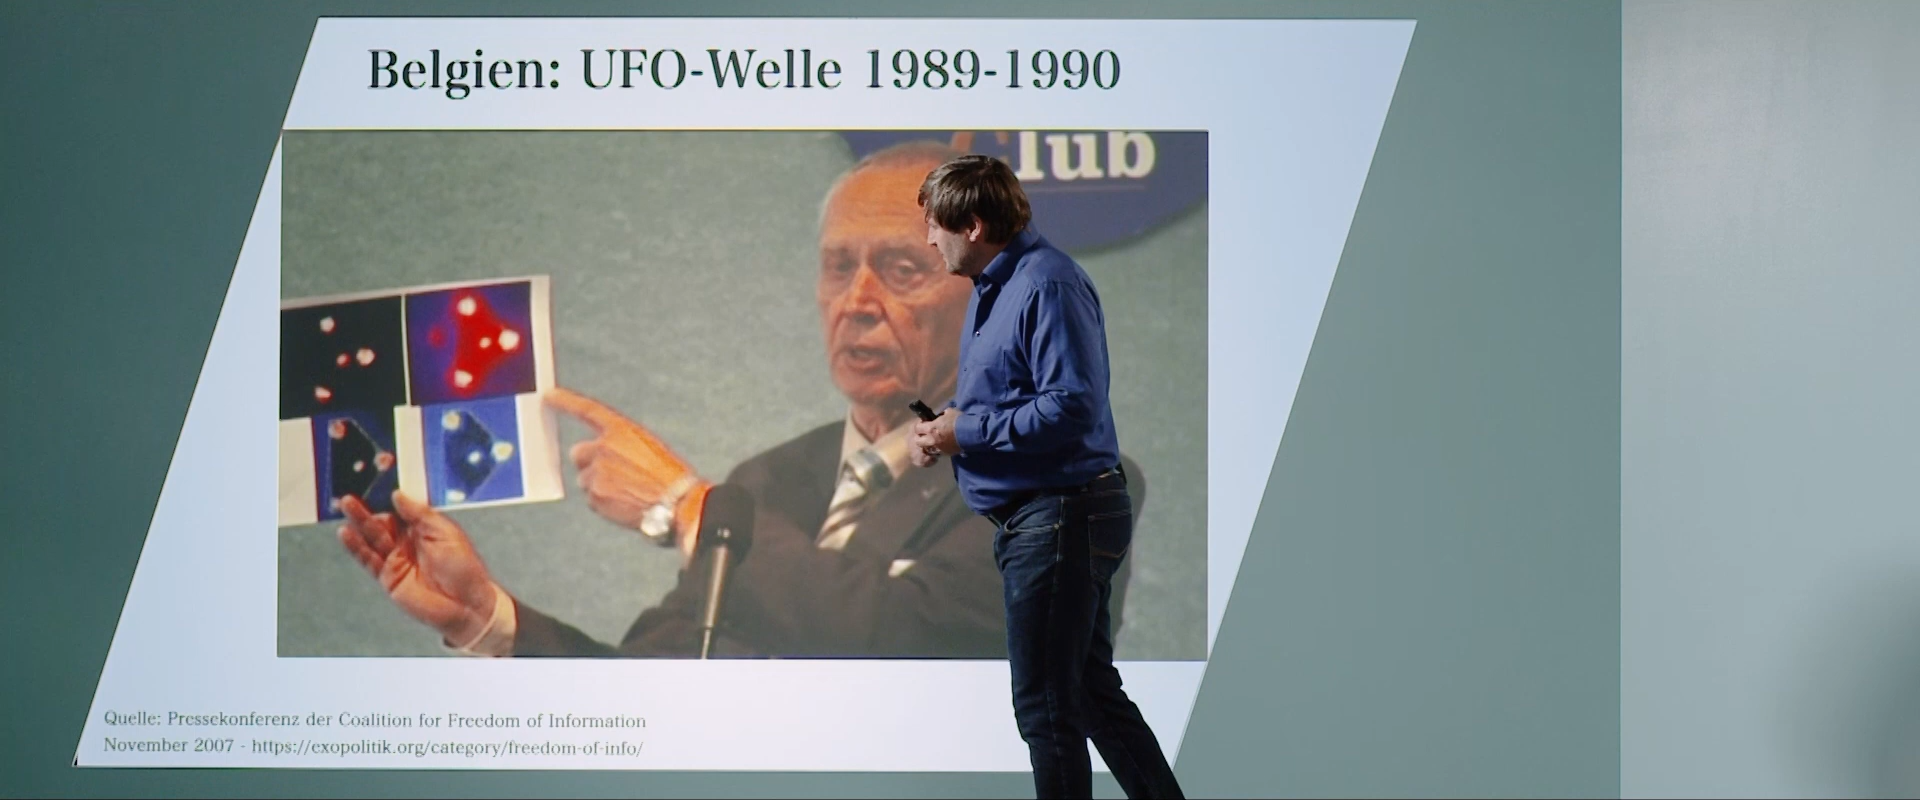 Belgien: UFO-Welle 1989-1990
Club
Quelle: Pressekonferenz der Coalition for Freedom of Information
November 2007 - https://exopolitik.org/category/freedom-of-info/